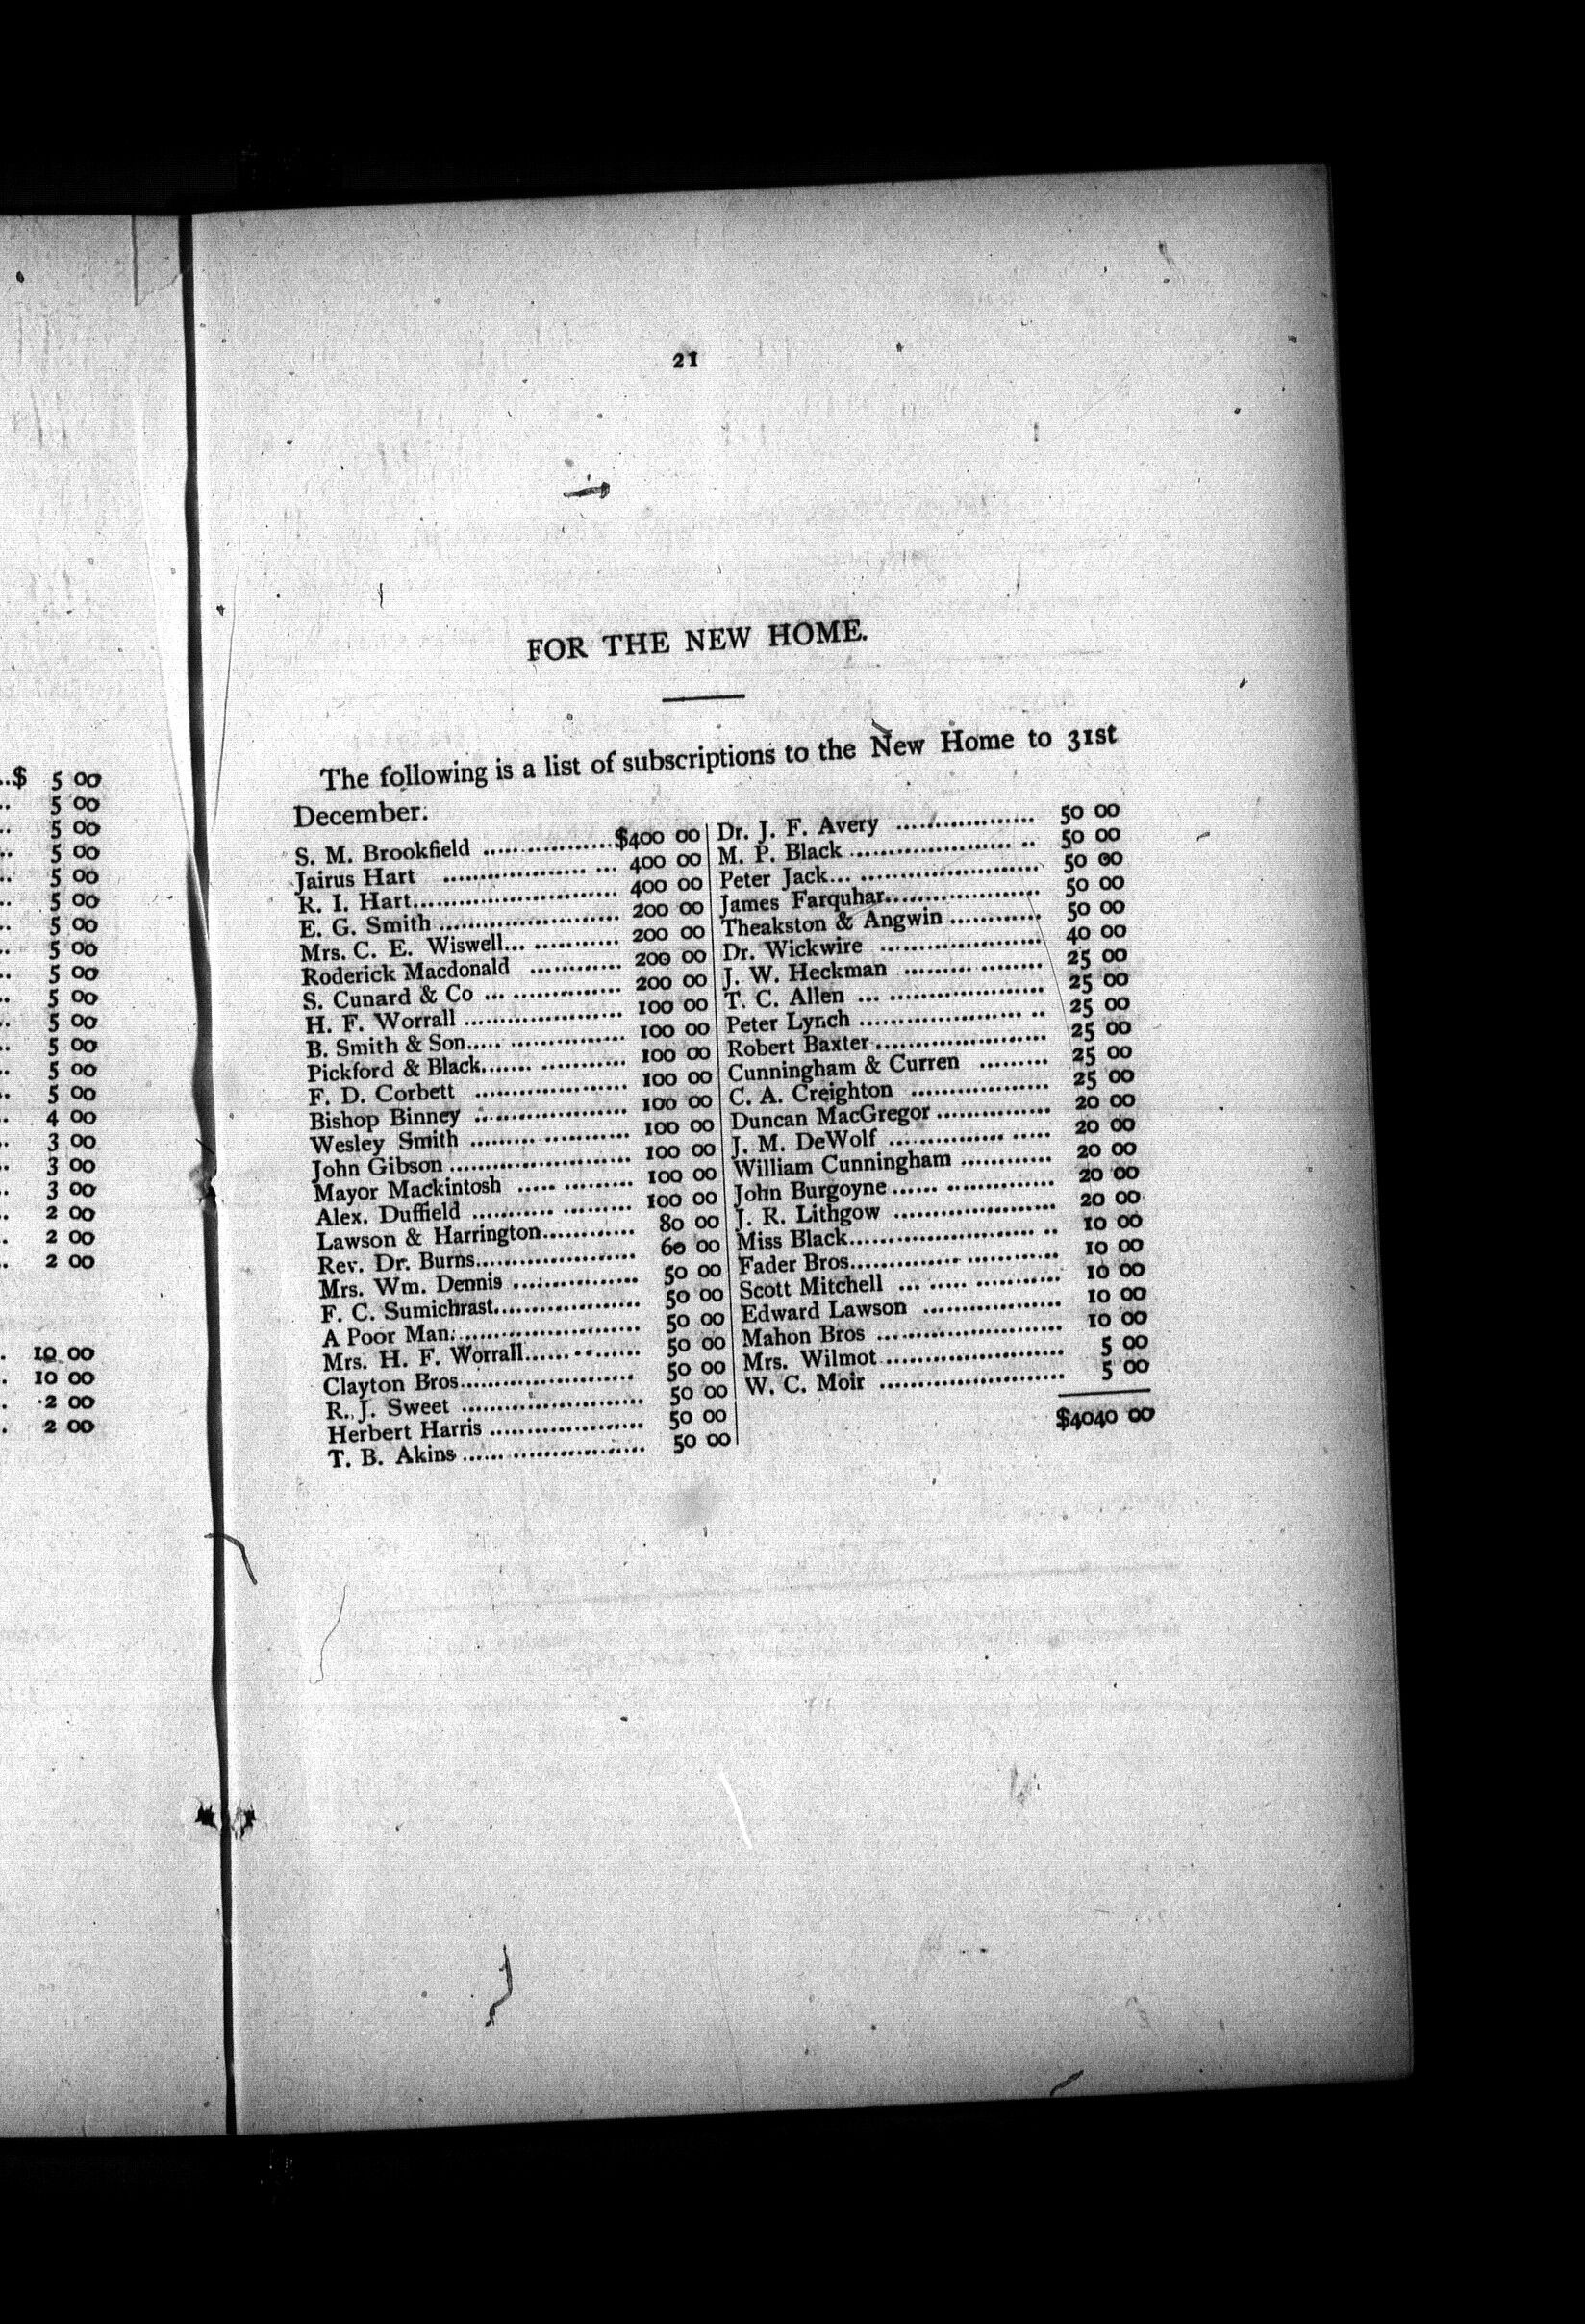 ..$ 5 00
.. 5 00
.. 5 00
.. 5 00
.. 5 00
.. 5 00
.. 5 00
.. 5 00
.. 5 00
.. 5 00
.. 5 00
.. 5 00
.. 5 00
.. 5 00
.. 4 00
.. 3 00
.. 3 00
.. 3 00
.. 2 00
.. 2 00
.. 2 00
. 10 00
. 10 00
. 2 00
. 2 00
21
FOR THE NEW HOME.
The following is a list of subscriptions to the New Home to 31st
December.
S. M. Brookfield ..................$400 00
Jairus Hart ..................... 400 00
R. I. Hart.......................... 400 00
E. G. Smith ........................ 200 00
Mrs. C. E. Wiswell... ........... 200 00
Roderick Macdonald ............ 200 00
S. Cunard & Co ... ............... 200 00
H. F. Worrall ..................... 100 00
B. Smith & Son..... ............... 100 00
Pickford & Black....... ........... 100 00
F. D. Corbett .................... 100 00
Bishop Binney .................... 100 00
Wesley Smith ......... ........... 100 00
John Gibson ........................ 100 00
Mayor Mackintosh ..... ......... 100 00
Alex. Duffield ........... ......... 100 00
Lawson & Harrington............ 80 00
Rev. Dr. Burns..................... 60 00
Mrs. Wm. Dennis ................. 50 00
F. C. Sumichrast................... 50 00
A Poor Man......................... 50 00
Mrs. H. F. Worrall............... 50 00
Clayton Bros....................... 50 00
R. J. Sweet ........................ 50 00
Herbert Harris .................... 50 00
T. B. Akins ...... .................. 50 00
Dr. J. F. Avery .................. 50 00
M. P. Black ..................... .. 50 00
Peter Jack... ....................... 50 00
James Farquhar.................... 50 00
Theakston & Angwin ............ 50 00
Dr. Wickwire ..................... 40 00
J. W. Heckman ......... ........ 25 00
T. C. Allen ... .................... 25 00
Peter Lynch ..................... .. 25 00
Robert Baxter ...................... 25 00
Cunningham & Curren ......... 25 00
C. A. Creighton .................. 25 00
Duncan MacGregor ............... 20 00
J. M. DeWolf ............... ..... 20 00
William Cunningham ............ 20 00
John Burgoyne ...... .............. 20 00
J. R. Lithgow ..................... 20 00
Miss Black........................ .. 10 00
Fader Bros.............. ............ 10 00
Scott Mitchell ... ..... ........... 10 00
Edward Lawson .................. 10 00
Mahon Bros ........................ 10 00
Mrs. Wilmot ....................... 5 00
W. C. Moir ........................ 5 00
$4040 00